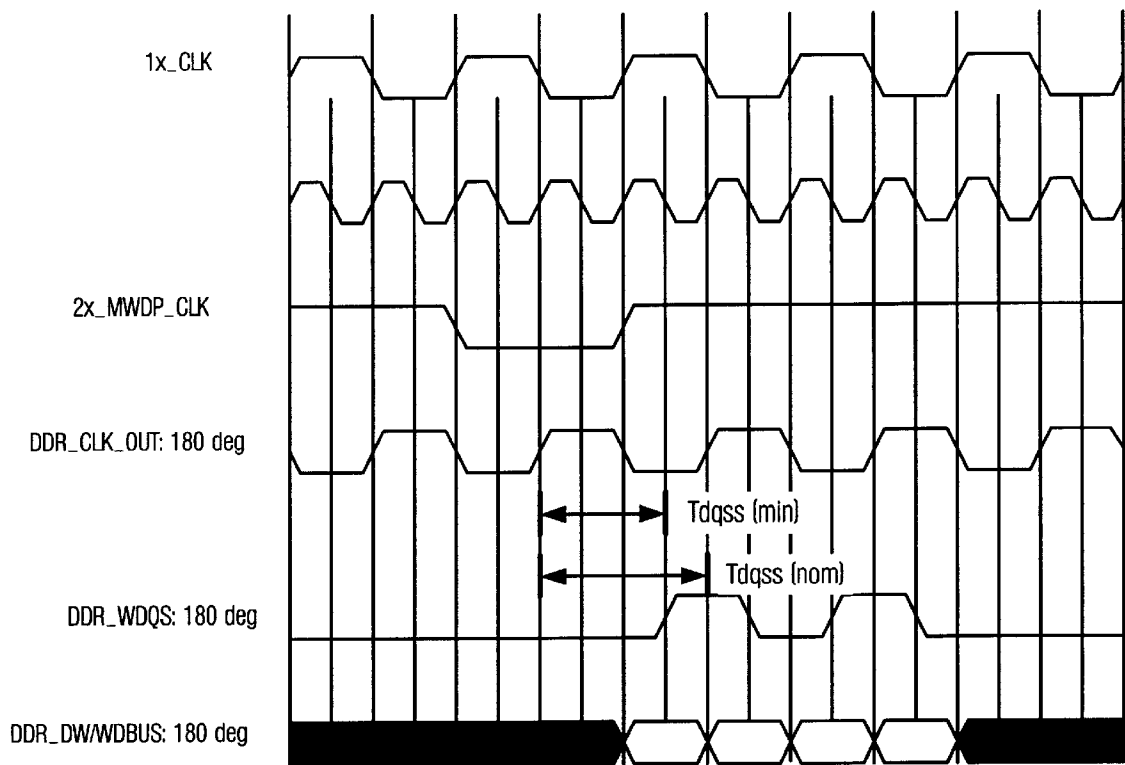 1x_CLK
2x_MWDP_CLK
DDR_CLK_OUT: 180 deg
Tdqss (min)
Tdqss (nom)
DDR_WDQS: 180 deg
DDR_DW/WDBUS: 180 deg